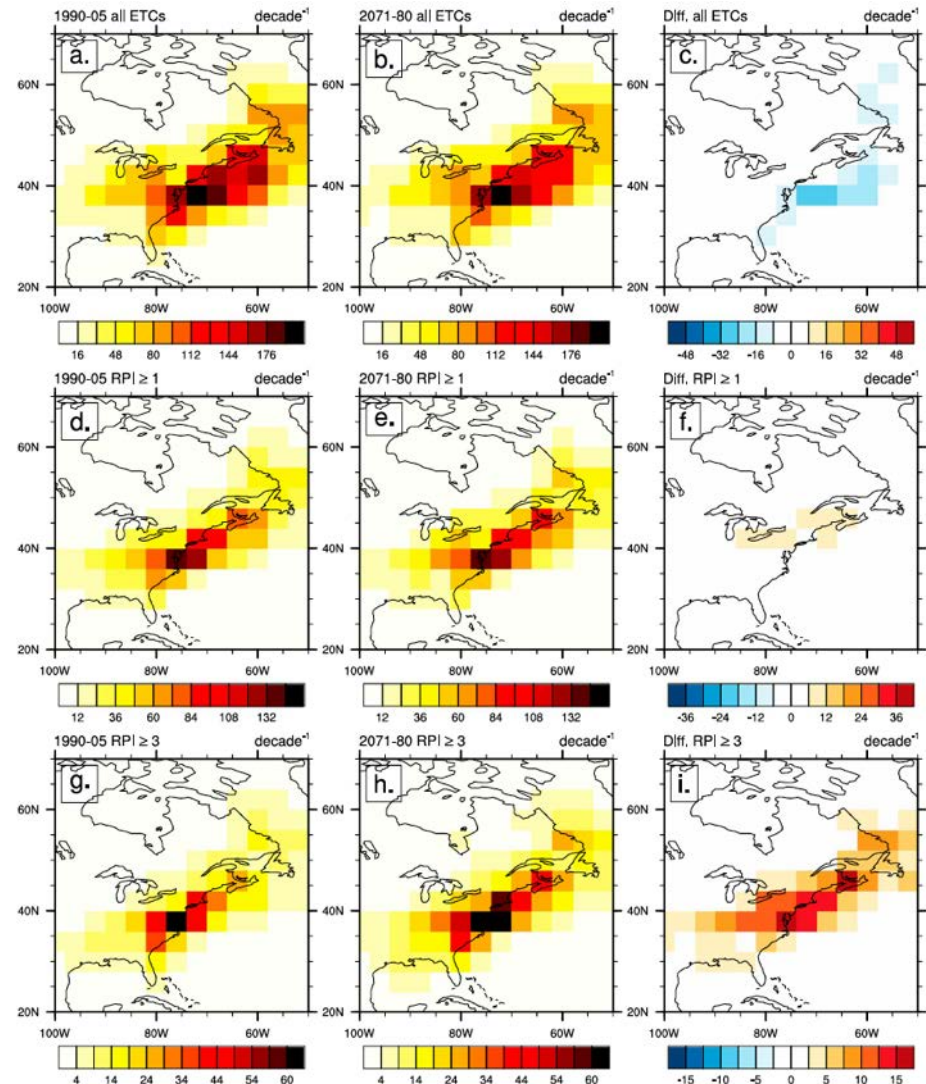 1990-05 all ETCs decade⁻¹ 2071-80 all ETCs decade⁻¹ Diff, all ETCs
a. b. c.
60N 60N 60N
40N 40N 40N
20N 20N 20N
100W 80W 60W 100W 80W 60W 100W 80W 60W
16 48 80 112 144 176 16 48 80 112 144 176 -48 -32 -16 0 16 32 48
1990-05 RPI ≥ 1 decade⁻¹ 2071-80 RPI ≥ 1 decade⁻¹ Diff, RPI ≥ 1 decade⁻¹
d. e. f.
60N 60N 60N
40N 40N 40N
20N 20N 20N
100W 80W 60W 100W 80W 60W 100W 80W 60W
12 36 60 84 108 132 12 36 60 84 108 132 -36 -24 -12 0 12 24 36
1990-05 RPI ≥ 3 decade⁻¹ 2071-80 RPI ≥ 3 decade⁻¹ Diff, RPI ≥ 3 decade⁻¹
g. h. i.
60N 60N 60N
40N 40N 40N
20N 20N 20N
100W 80W 60W 100W 80W 60W 100W 80W 60W
4 14 24 34 44 54 60 4 14 24 34 44 54 60 -15 -10 -5 0 5 10 15